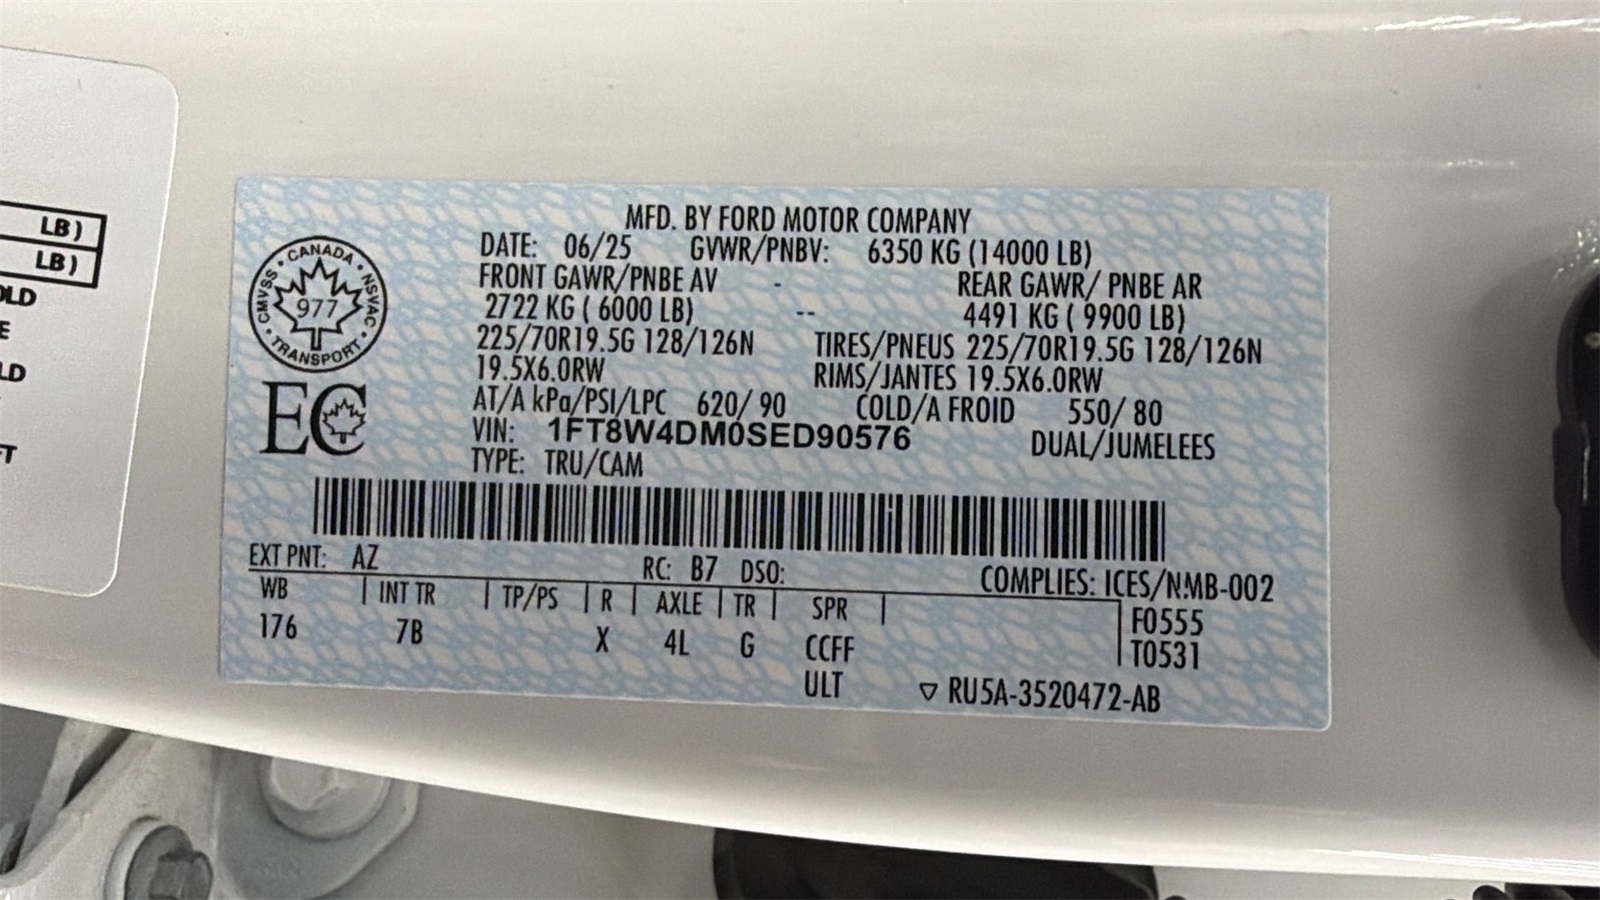 LB)
LB)
OLD
E
LD
FT
MFD. BY FORD MOTOR COMPANY
DATE: 06/25 GVWR/PNBV: 6350 KG (14000 LB)
FRONT GAWR/PNBE AV - REAR GAWR/ PNBE AR
2722 KG ( 6000 LB) -- 4491 KG ( 9900 LB)
225/70R19.5G 128/126N TIRES/PNEUS 225/70R19.5G 128/126N
19.5X6.0RW RIMS/JANTES 19.5X6.0RW
AT/A kPa/PSI/LPC 620/ 90 COLD/A FROID 550/ 80
VIN: 1FT8W4DM0SED90576 DUAL/JUMELEES
TYPE: TRU/CAM
CANADA • NSVAC • TRANSPORT • CMVSS •
977
EC
EXT PNT: AZ RC: B7 DSO: COMPLIES: ICES/NMB-002
WB | INT TR | TP/PS | R | AXLE | TR | SPR | F0555
176 7B X 4L G CCFF T0531
ULT ▽ RU5A-3520472-AB